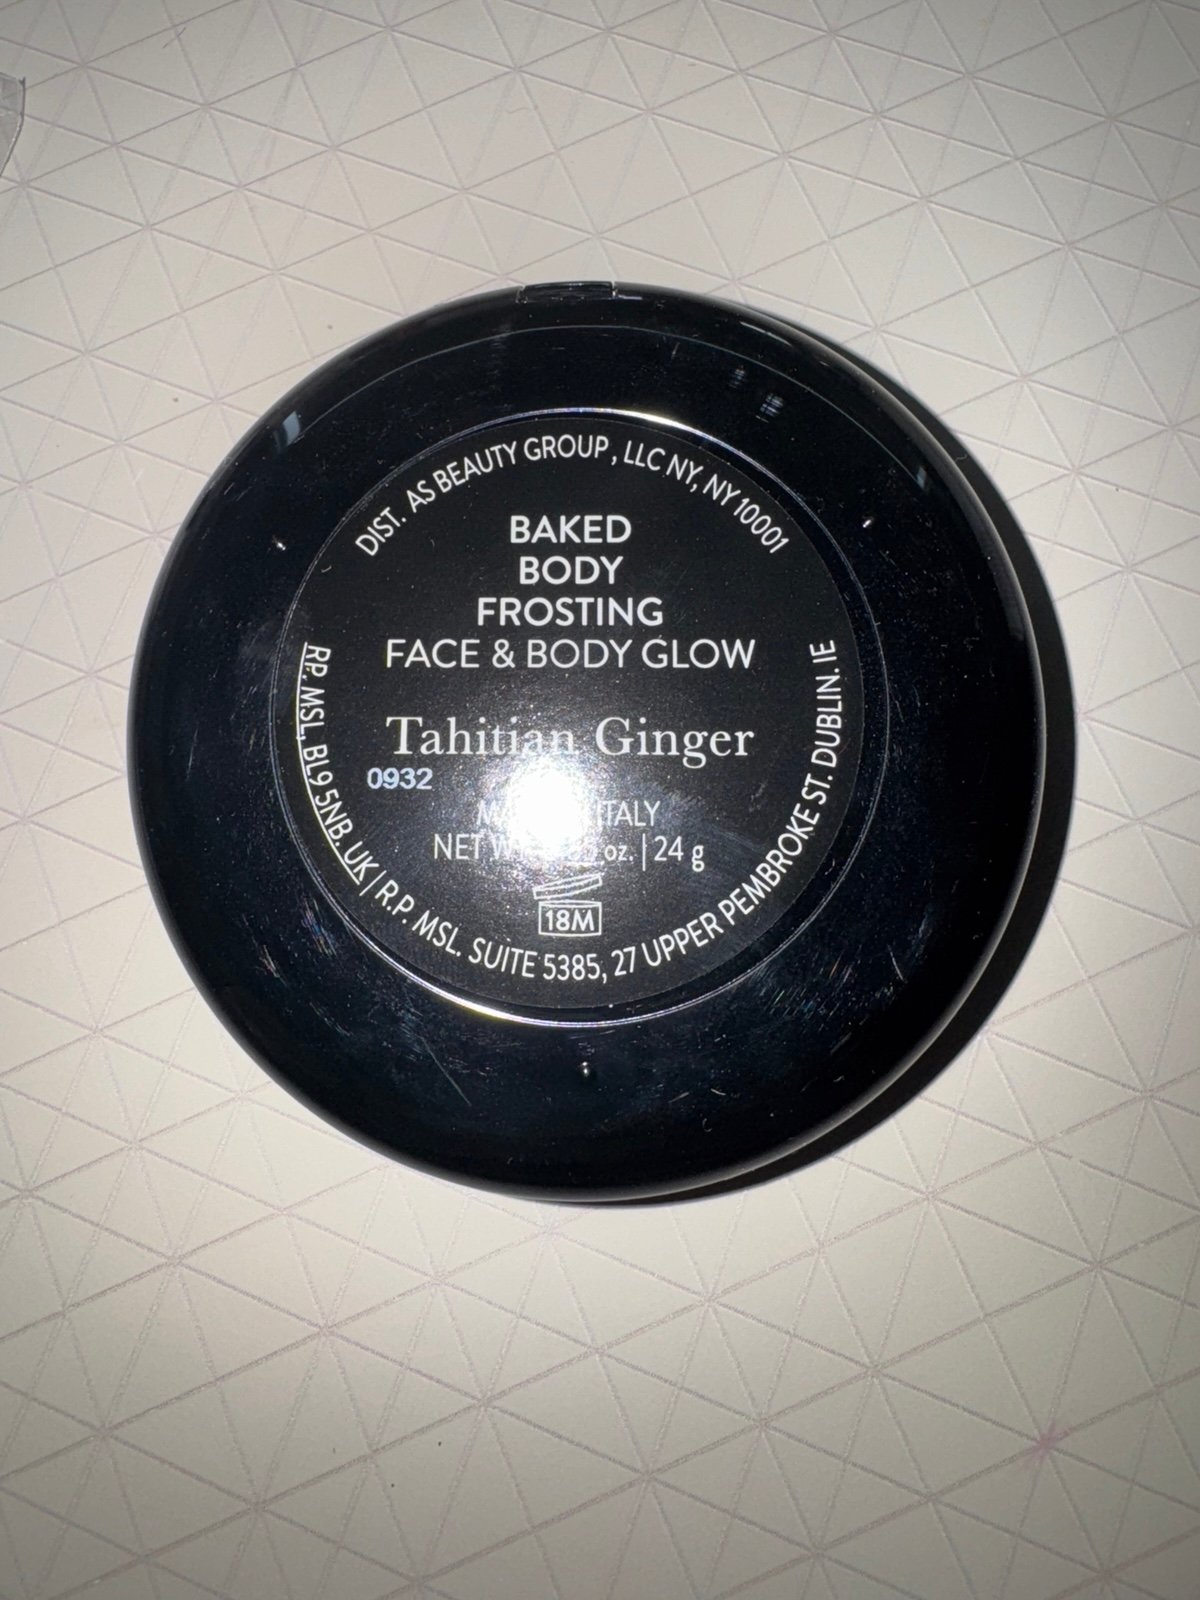 DIST. AS BEAUTY GROUP, LLC NY, NY 10001
BAKED
BODY
FROSTING
FACE & BODY GLOW
Tahitian Ginger
0932
ITALY
NET oz. | 24 g
18M
RP. MSL. BL9 5NB. UK | R.P. MSL. SUITE 5385, 27 UPPER PEMBROKE ST. DUBLIN. IE